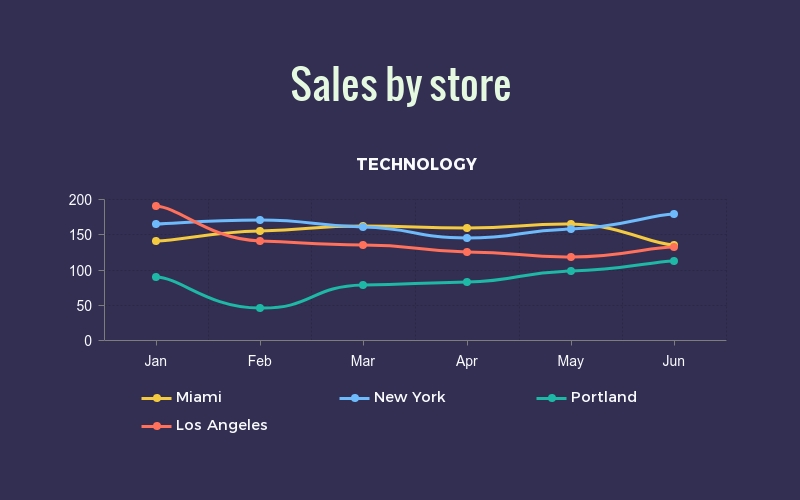 Sales by store
TECHNOLOGY
200
150
100
50
0
Jan Feb Mar Apr May Jun
Miami New York Portland
Los Angeles